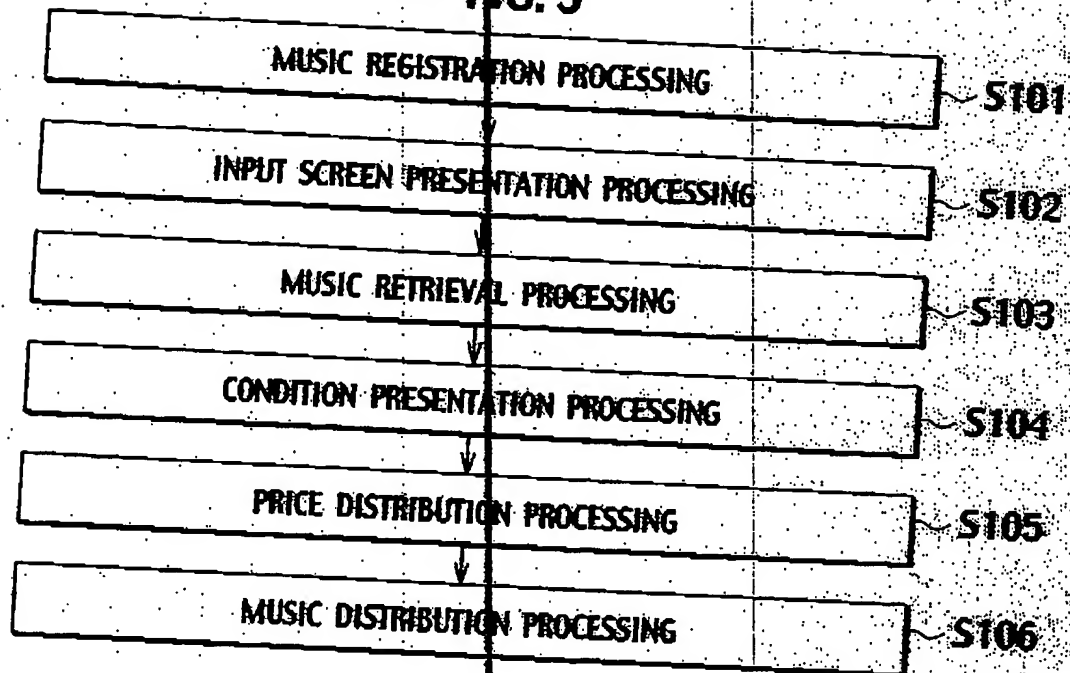 MUSIC REGISTRATION PROCESSING S101
INPUT SCREEN PRESENTATION PROCESSING S102
MUSIC RETRIEVAL PROCESSING S103
CONDITION PRESENTATION PROCESSING S104
PRICE DISTRIBUTION PROCESSING S105
MUSIC DISTRIBUTION PROCESSING S106